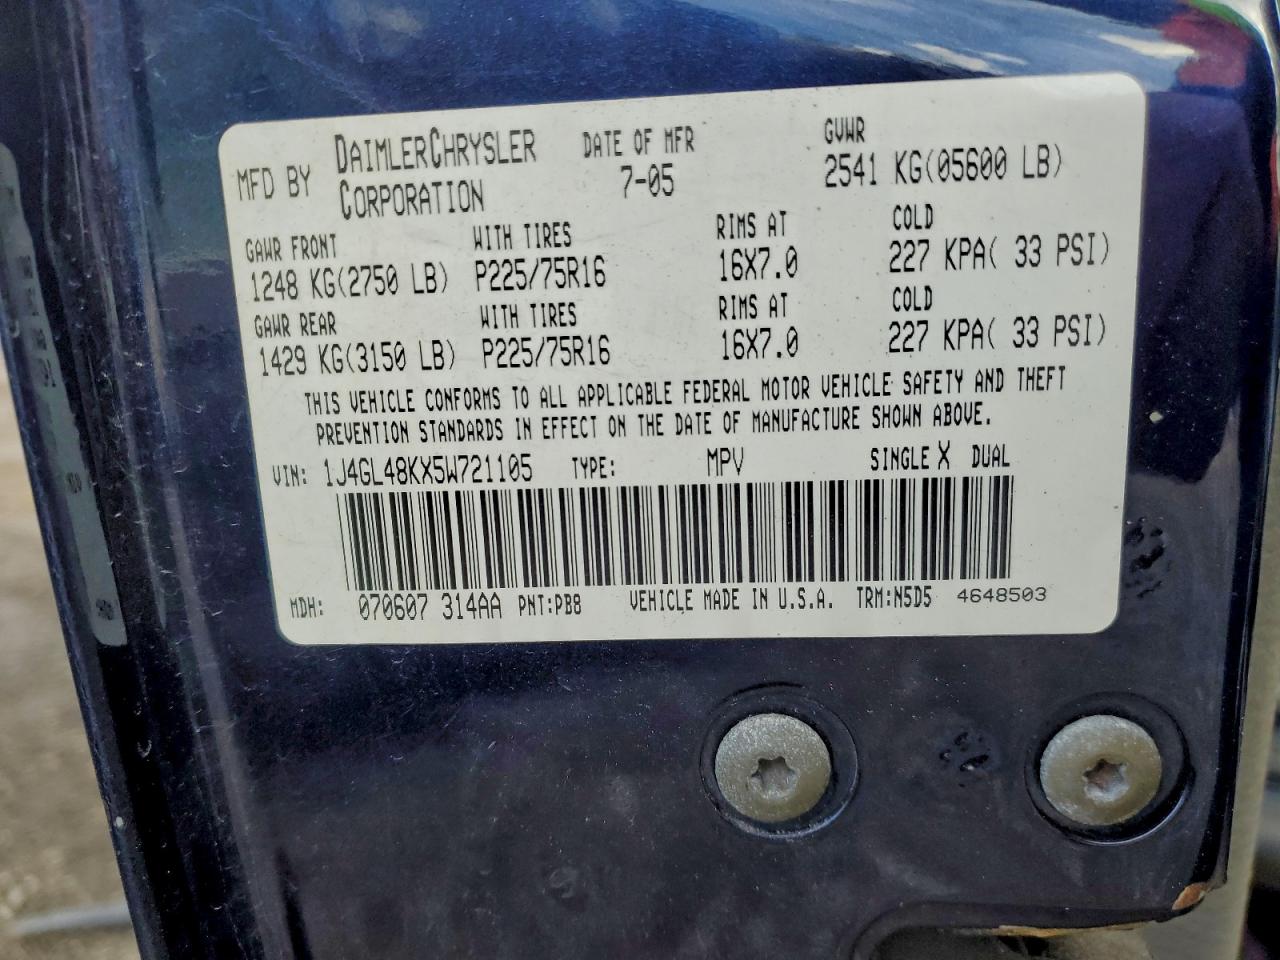 MFD BY DAIMLERCHRYSLER CORPORATION DATE OF MFR 7-05 GVWR 2541 KG(05600 LB)
GAWR FRONT WITH TIRES RIMS AT COLD
1248 KG(2750 LB) P225/75R16 16X7.0 227 KPA( 33 PSI)
GAWR REAR WITH TIRES RIMS AT COLD
1429 KG(3150 LB) P225/75R16 16X7.0 227 KPA( 33 PSI)
THIS VEHICLE CONFORMS TO ALL APPLICABLE FEDERAL MOTOR VEHICLE SAFETY AND THEFT
PREVENTION STANDARDS IN EFFECT ON THE DATE OF MANUFACTURE SHOWN ABOVE.
VIN: 1J4GL48KX5W721105 TYPE: MPV SINGLE X DUAL
MDH: 070607 314AA PNT:PB8 VEHICLE MADE IN U.S.A. TRM:N5D5 4648503